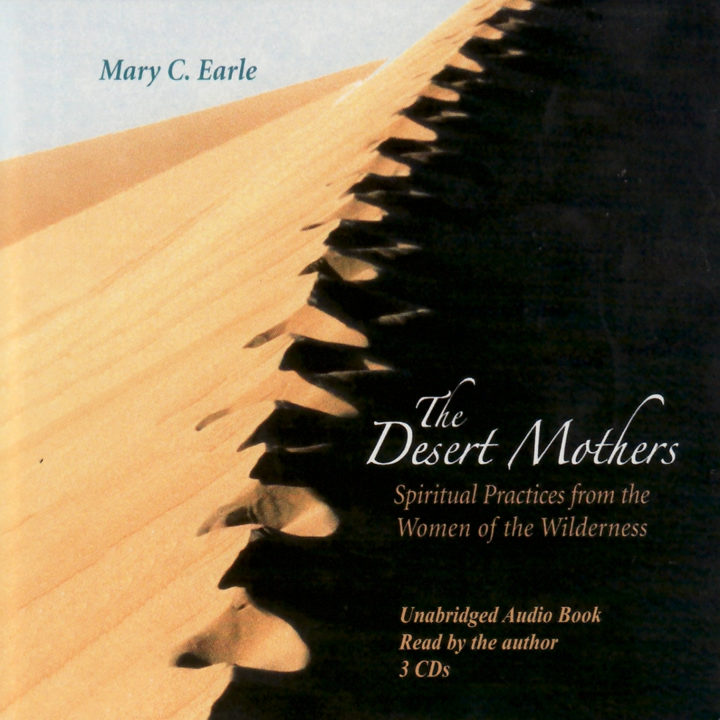 Mary C. Earle
The
Desert Mothers
Spiritual Practices from the
Women of the Wilderness
Unabridged Audio Book
Read by the author
3 CDs